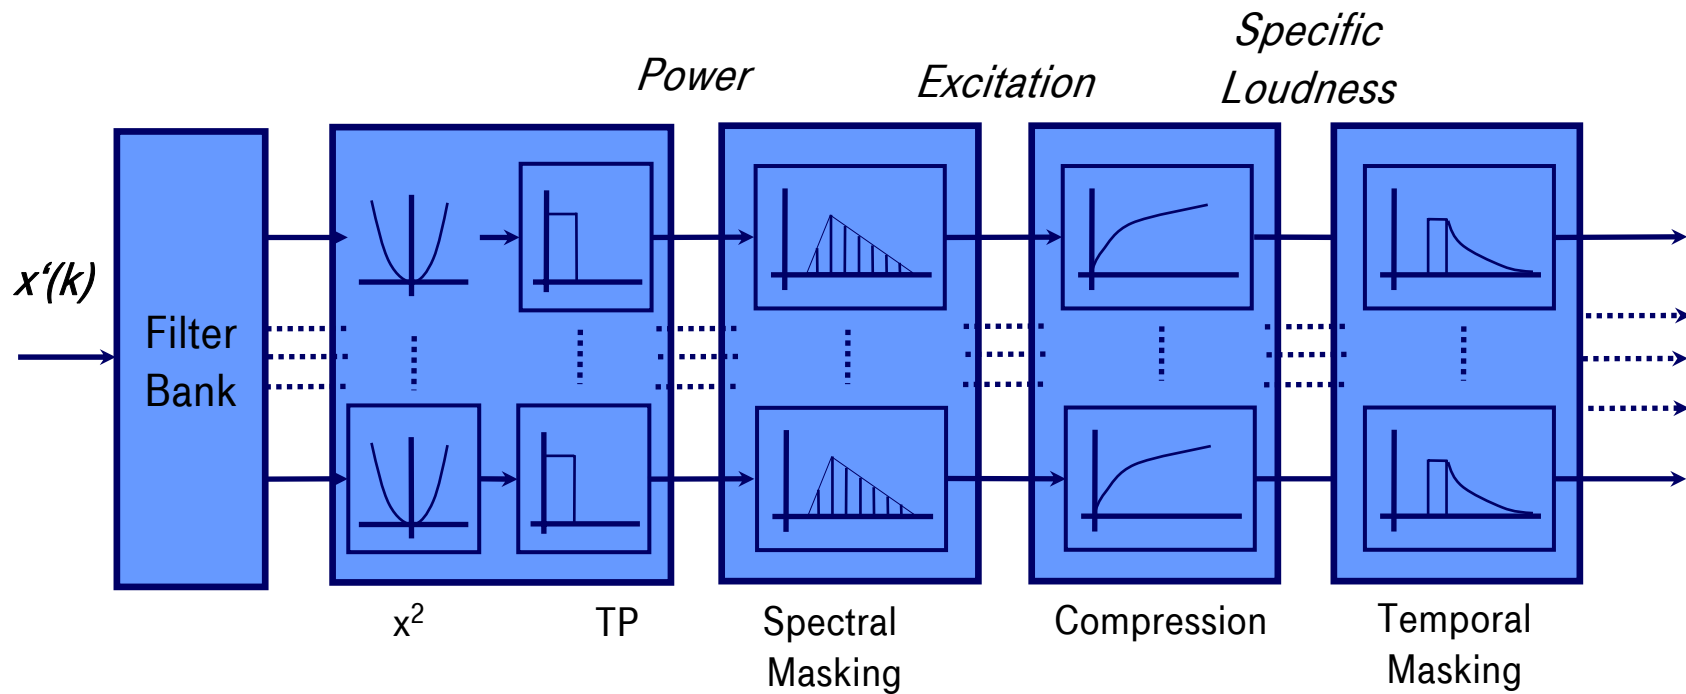 Specific
Power Excitation Loudness
x‘(k)
Filter
Bank
x² TP Spectral Compression Temporal
Masking Masking